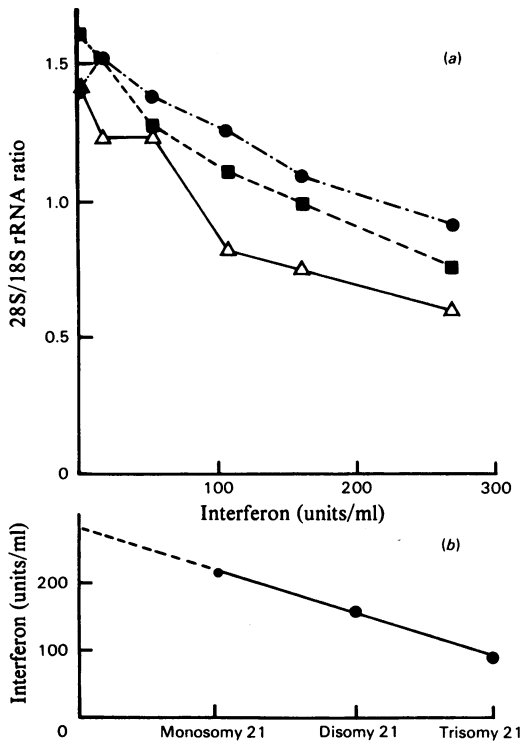 (a)
28S/18S rRNA ratio
1.5
1.0
0.5
0
100
200
300
Interferon (units/ml)
(b)
Interferon (units/ml)
200
100
0
Monosomy 21
Disomy 21
Trisomy 21